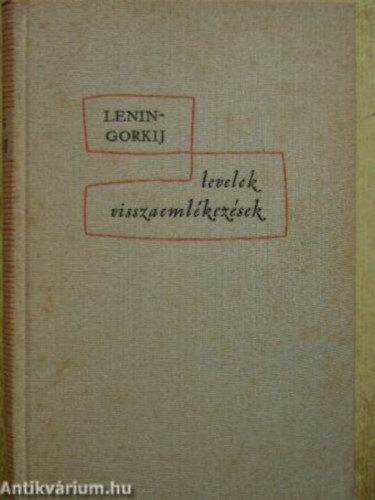 LENIN-
GORKIJ
levelek
visszaemlékezések
Antikvárium.hu